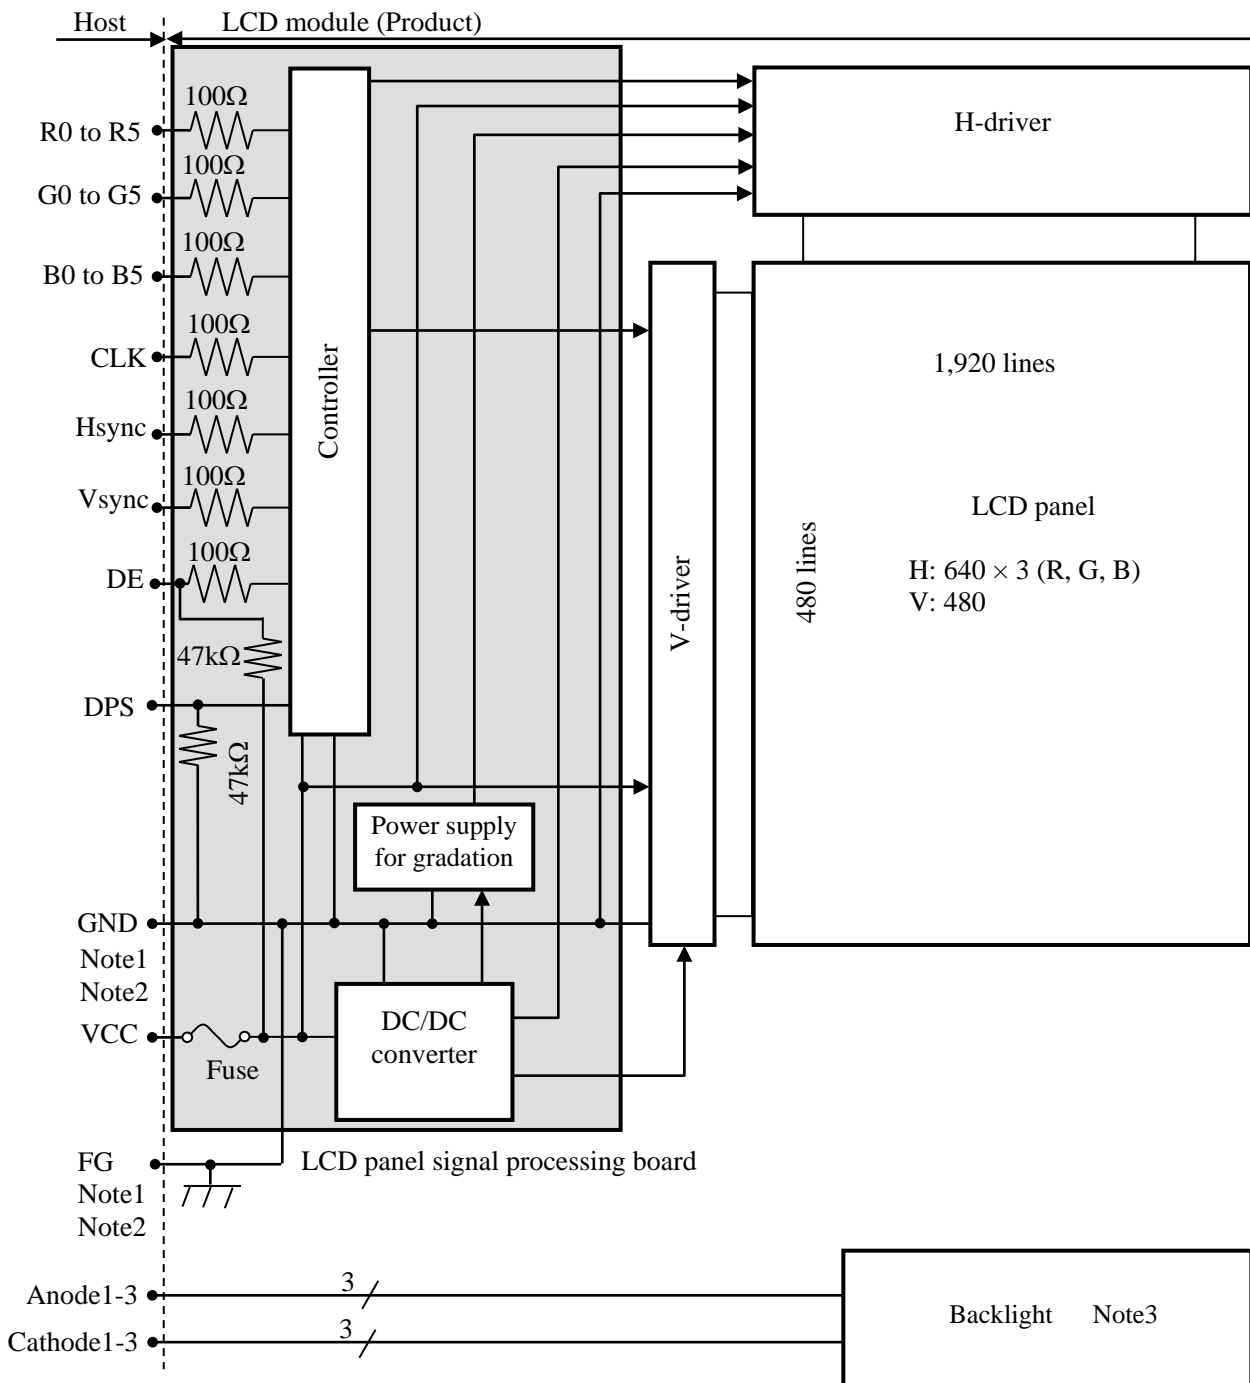 Host
LCD module (Product)
100Ω
R0 to R5
100Ω
G0 to G5
100Ω
B0 to B5
100Ω
CLK
100Ω
Hsync
100Ω
Vsync
100Ω
DE
47kΩ
DPS
47kΩ
Controller
H-driver
V-driver
1,920 lines
480 lines
LCD panel
H: 640 × 3 (R, G, B)
V: 480
Power supply
for gradation
GND
Note1
Note2
VCC
Fuse
DC/DC
converter
FG
Note1
Note2
LCD panel signal processing board
Anode1-3
3
Cathode1-3
3
Backlight Note3